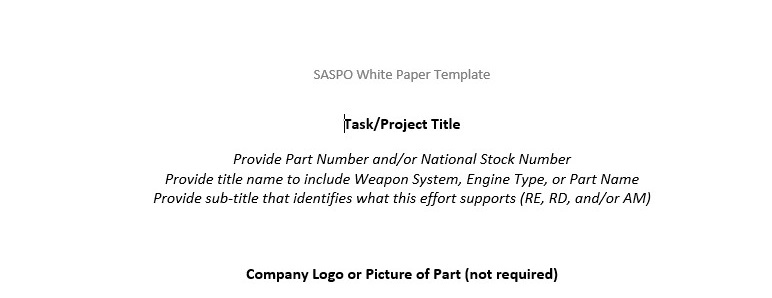 SASPO White Paper Template
Task/Project Title
Provide Part Number and/or National Stock Number
Provide title name to include Weapon System, Engine Type, or Part Name
Provide sub-title that identifies what this effort supports (RE, RD, and/or AM)
Company Logo or Picture of Part (not required)